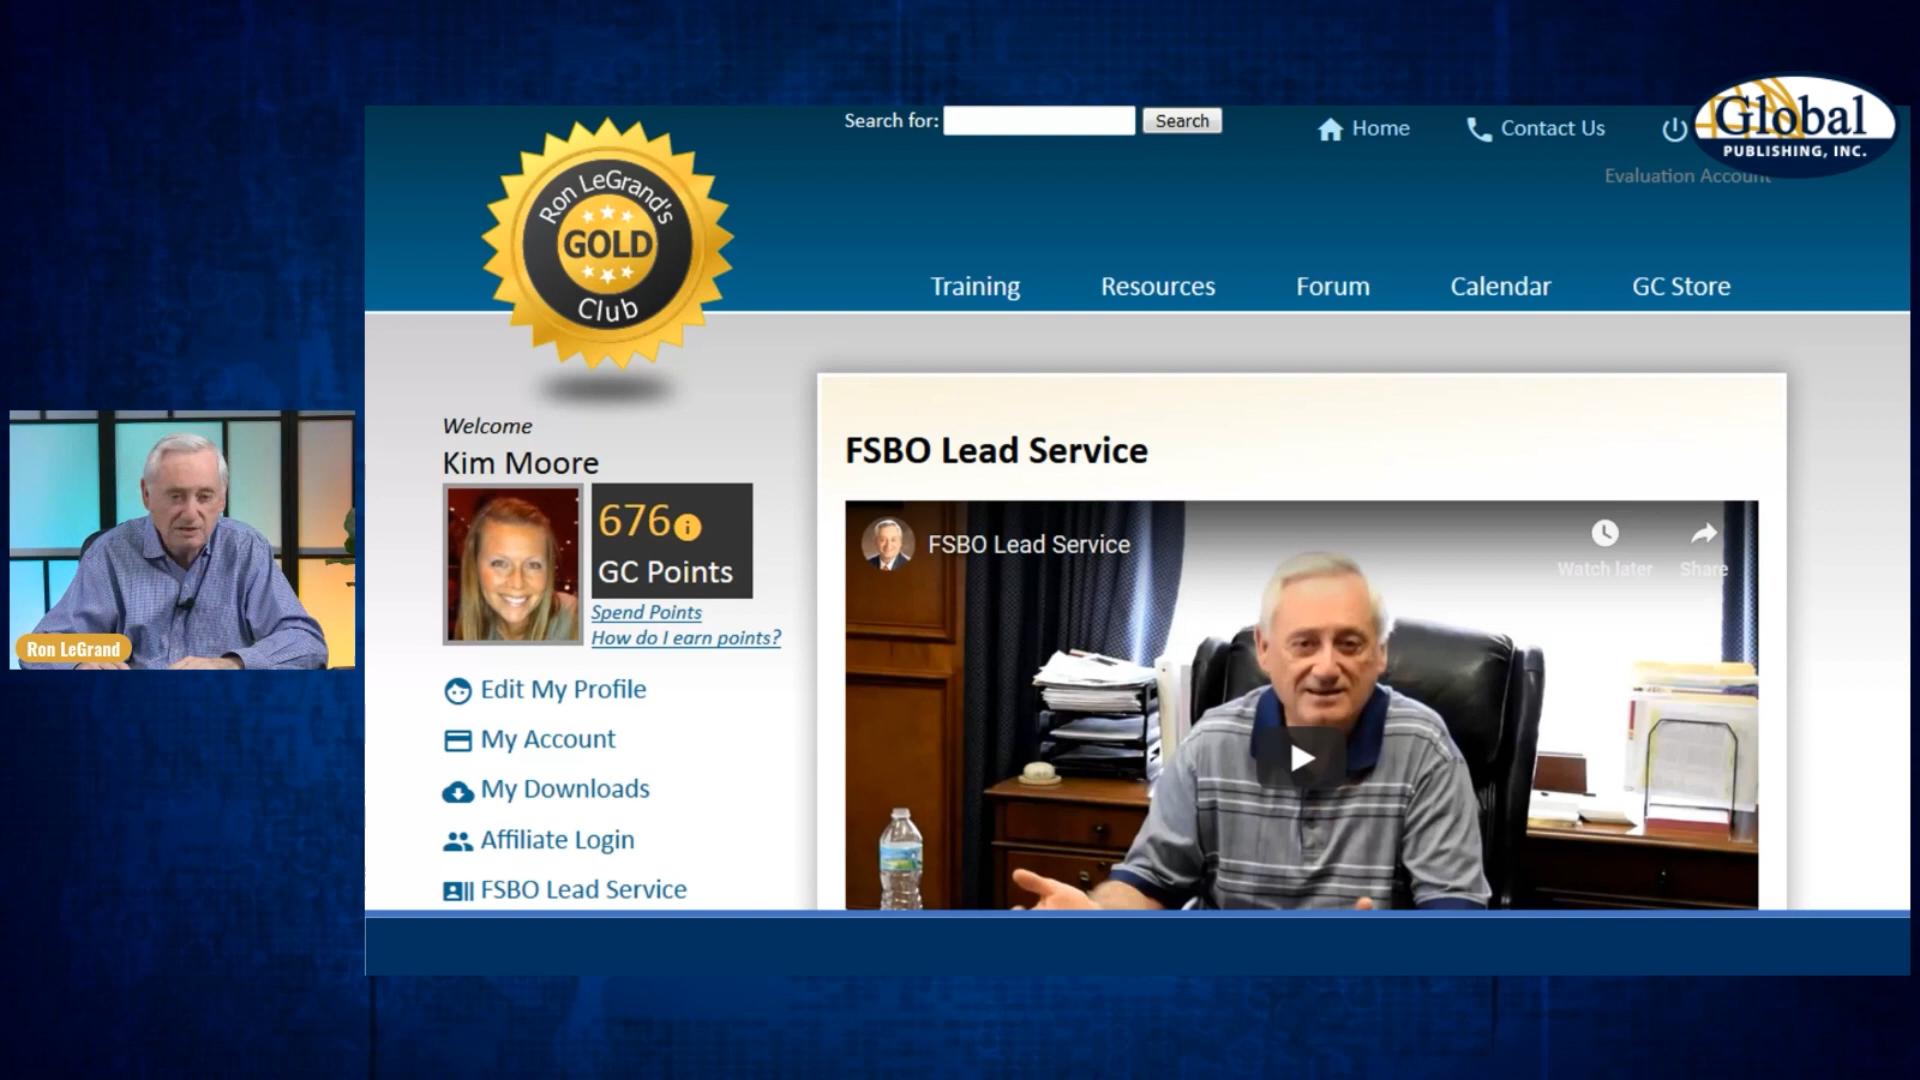 Search for:
Search
Home
Contact Us
Global
PUBLISHING, INC.
Evaluation Account
Ron LeGrand's
GOLD
Club
Training
Resources
Forum
Calendar
GC Store
Welcome
Kim Moore
676
GC Points
Spend Points
How do I earn points?
Edit My Profile
My Account
My Downloads
Affiliate Login
FSBO Lead Service
FSBO Lead Service
FSBO Lead Service
Watch later
Share
Ron LeGrand